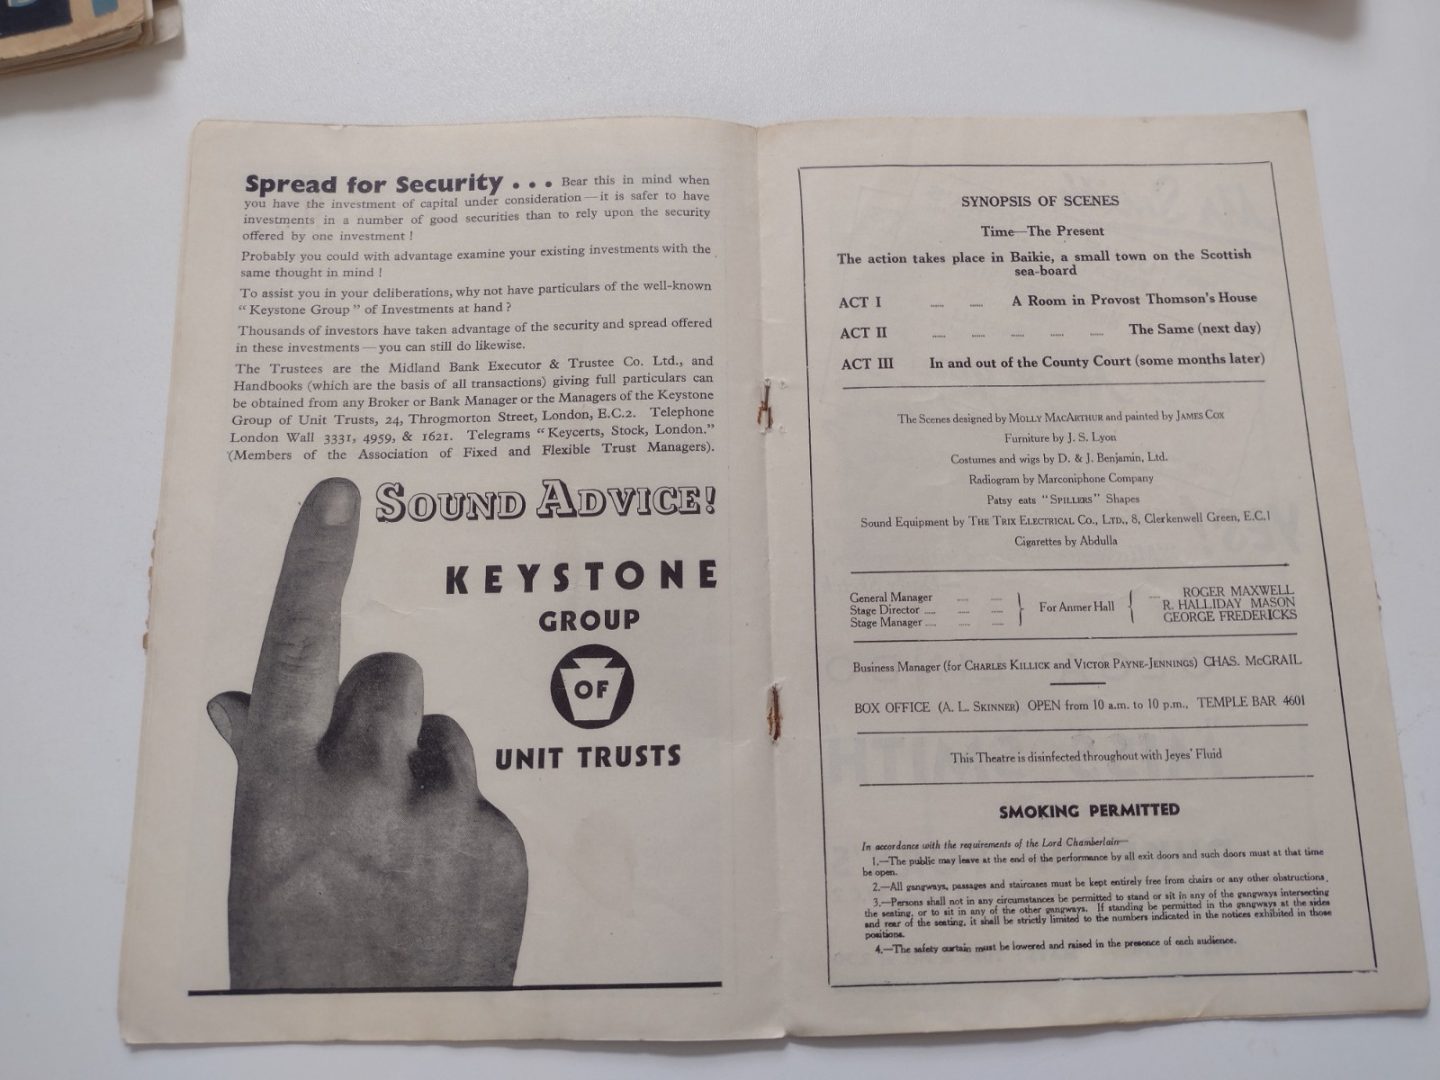 Spread for Security . . . Bear this in mind when
you have the investment of capital under consideration — it is safer to have
investments in a number of good securities than to rely upon the security
offered by one investment !
Probably you could with advantage examine your existing investments with the
same thought in mind !
To assist you in your deliberations, why not have particulars of the well-known
" Keystone Group " of Investments at hand ?
Thousands of investors have taken advantage of the security and spread offered
in these investments — you can still do likewise.
The Trustees are the Midland Bank Executor & Trustee Co. Ltd., and
Handbooks (which are the basis of all transactions) giving full particulars can
be obtained from any Broker or Bank Manager or the Managers of the Keystone
Group of Unit Trusts, 24, Throgmorton Street, London, E.C.2. Telephone
London Wall 3331, 4959, & 1621. Telegrams " Keycerts, Stock, London."
(Members of the Association of Fixed and Flexible Trust Managers).
SOUND ADVICE!
KEYSTONE
GROUP
OF
UNIT TRUSTS
SYNOPSIS OF SCENES
Time—The Present
The action takes place in Baikie, a small town on the Scottish
sea-board
ACT I ...... ...... A Room in Provost Thomson's House
ACT II ...... ...... ...... ...... ...... The Same (next day)
ACT III In and out of the County Court (some months later)
The Scenes designed by MOLLY MACARTHUR and painted by JAMES COX
Furniture by J. S. Lyon
Costumes and wigs by D. & J. Benjamin, Ltd.
Radiogram by Marconiphone Company
Patsy eats "SPILLERS" Shapes
Sound Equipment by THE TRIX ELECTRICAL CO., LTD., 8, Clerkenwell Green, E.C.1
Cigarettes by Abdulla
General Manager ...... ...... ROGER MAXWELL
Stage Director ...... ...... ...... For Anmer Hall ...... R. HALLIDAY MASON
Stage Manager ...... ...... ...... GEORGE FREDERICKS
Business Manager (for CHARLES KILLICK and VICTOR PAYNE-JENNINGS) CHAS. McGRAIL
BOX OFFICE (A. L. SKINNER) OPEN from 10 a.m. to 10 p.m., TEMPLE BAR 4601
This Theatre is disinfected throughout with Jeyes' Fluid
SMOKING PERMITTED
In accordance with the requirements of the Lord Chamberlain—
1.—The public may leave at the end of the performance by all exit doors and such doors must at that time
be open.
2.—All gangways, passages and staircases must be kept entirely free from chairs or any other obstructions.
3.—Persons shall not in any circumstances be permitted to stand or sit in any of the gangways intersecting
the seating, or to sit in any of the other gangways. If standing be permitted in the gangways at the sides
and rear of the seating, it shall be strictly limited to the numbers indicated in the notices exhibited in those
positions.
4.—The safety curtain must be lowered and raised in the presence of each audience.